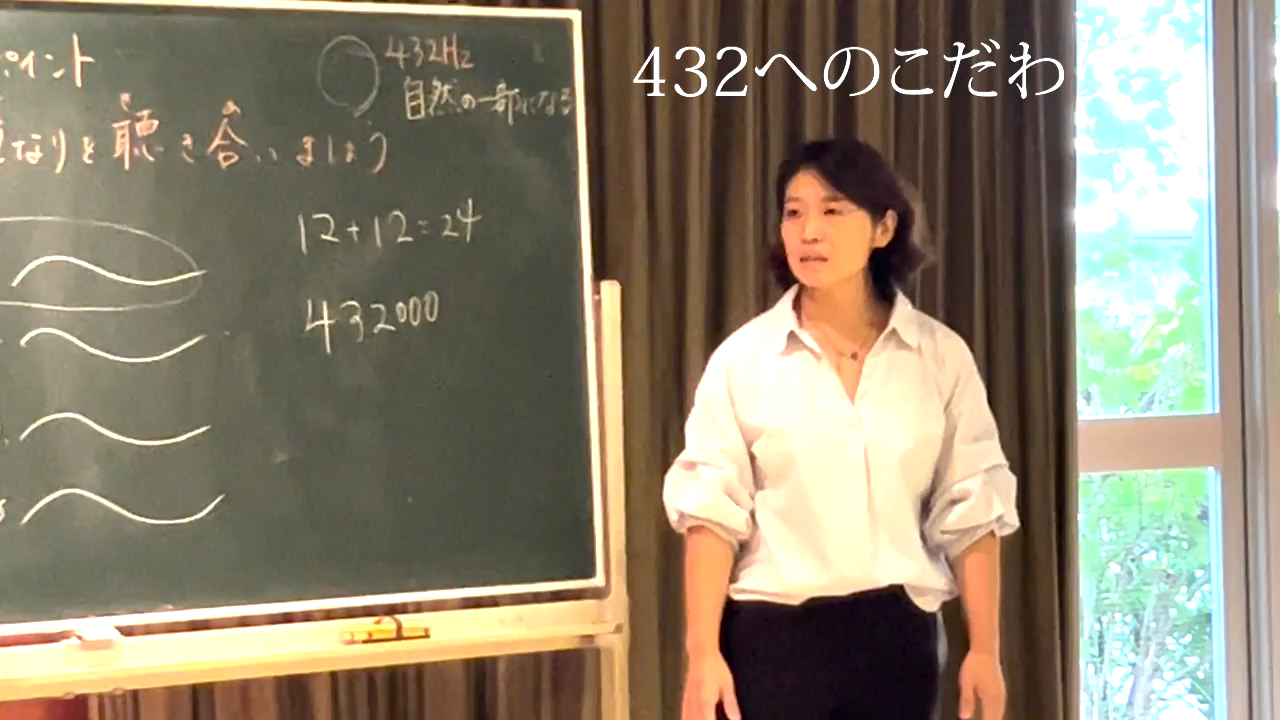 432へのこだわ
ポイント
432Hz
自然の一部になる
なりを聴き合いましょう
12+12=24
432000